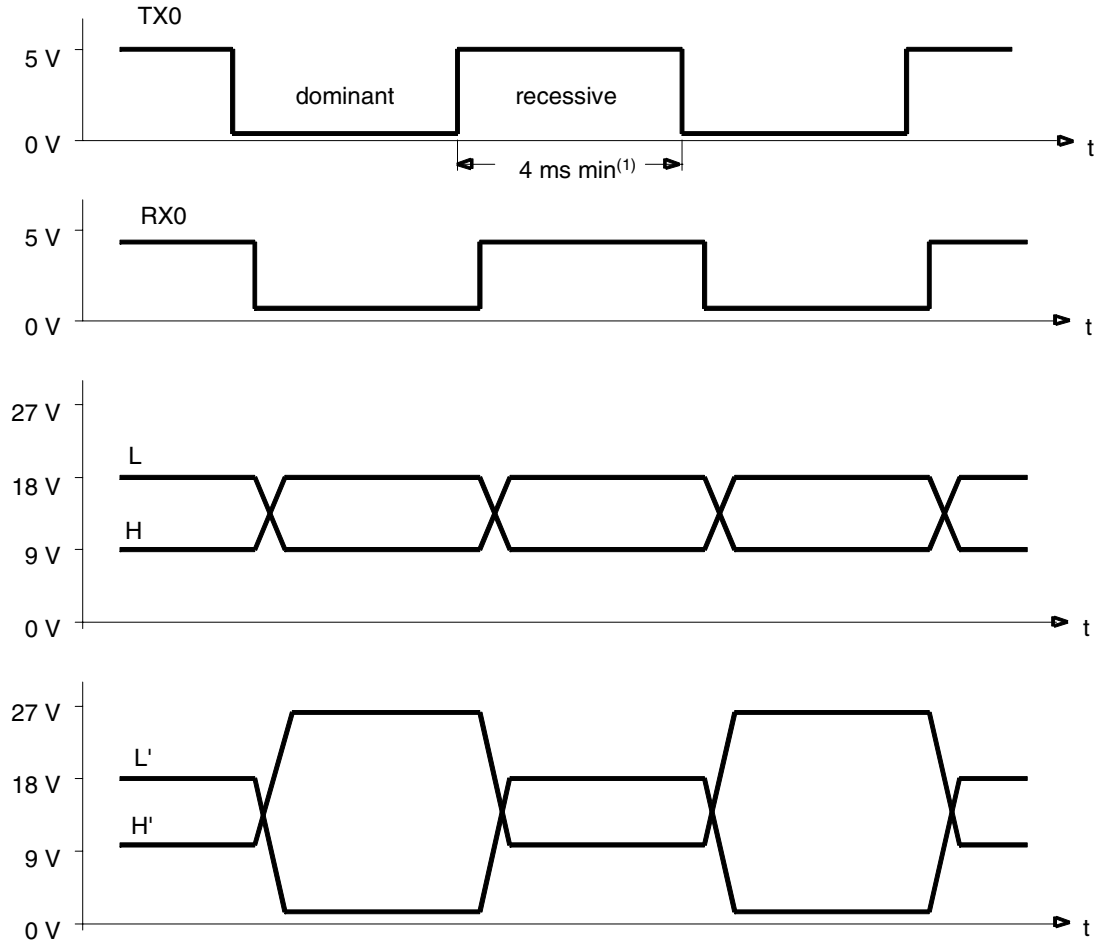 TX0
5 V
dominant recessive
0 V
t
4 ms min(1)
RX0
5 V
0 V
t
27 V
L
18 V
H
9 V
0 V
t
27 V
L'
18 V
H'
9 V
0 V
t